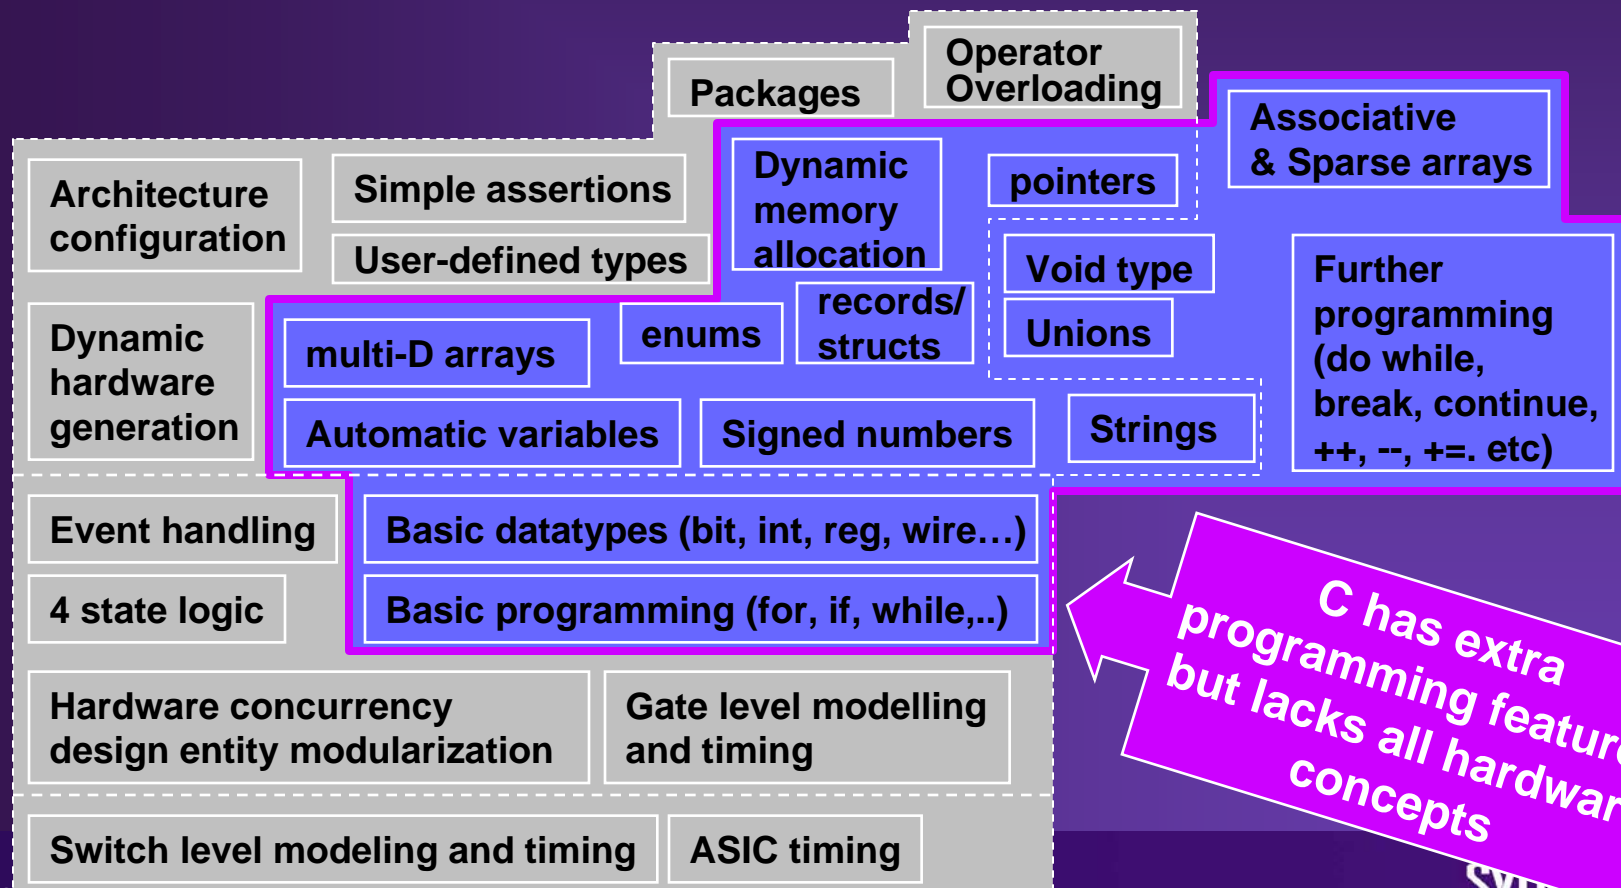 Operator
Overloading
Packages
Associative
& Sparse arrays
Dynamic
memory
allocation
pointers
Simple assertions
Architecture
configuration
User-defined types
Void type
Further
programming
(do while,
break, continue,
++, --, +=. etc)
records/
structs
enums
Unions
Dynamic
hardware
generation
multi-D arrays
Automatic variables
Signed numbers
Strings
Event handling
Basic datatypes (bit, int, reg, wire…)
4 state logic
Basic programming (for, if, while,..)
C has extra
programming
but lacks all
concepts
Hardware concurrency
design entity modularization
Gate level modelling
and timing
Switch level modeling and timing
ASIC timing